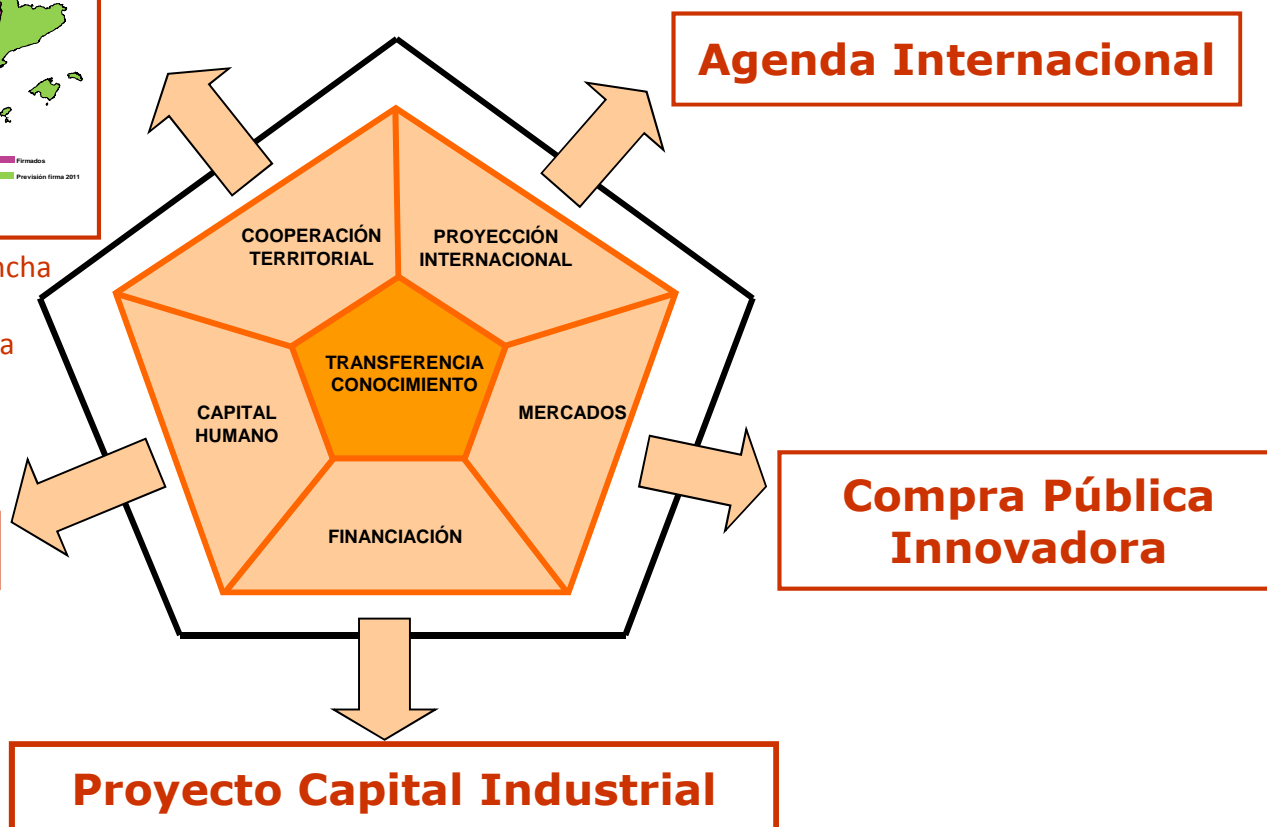 Firmados
Previsión firma 2011
Agenda Internacional
COOPERACIÓN
TERRITORIAL
PROYECCIÓN
INTERNACIONAL
TRANSFERENCIA
CONOCIMIENTO
CAPITAL
HUMANO
MERCADOS
FINANCIACIÓN
Compra Pública
Innovadora
Proyecto Capital Industrial